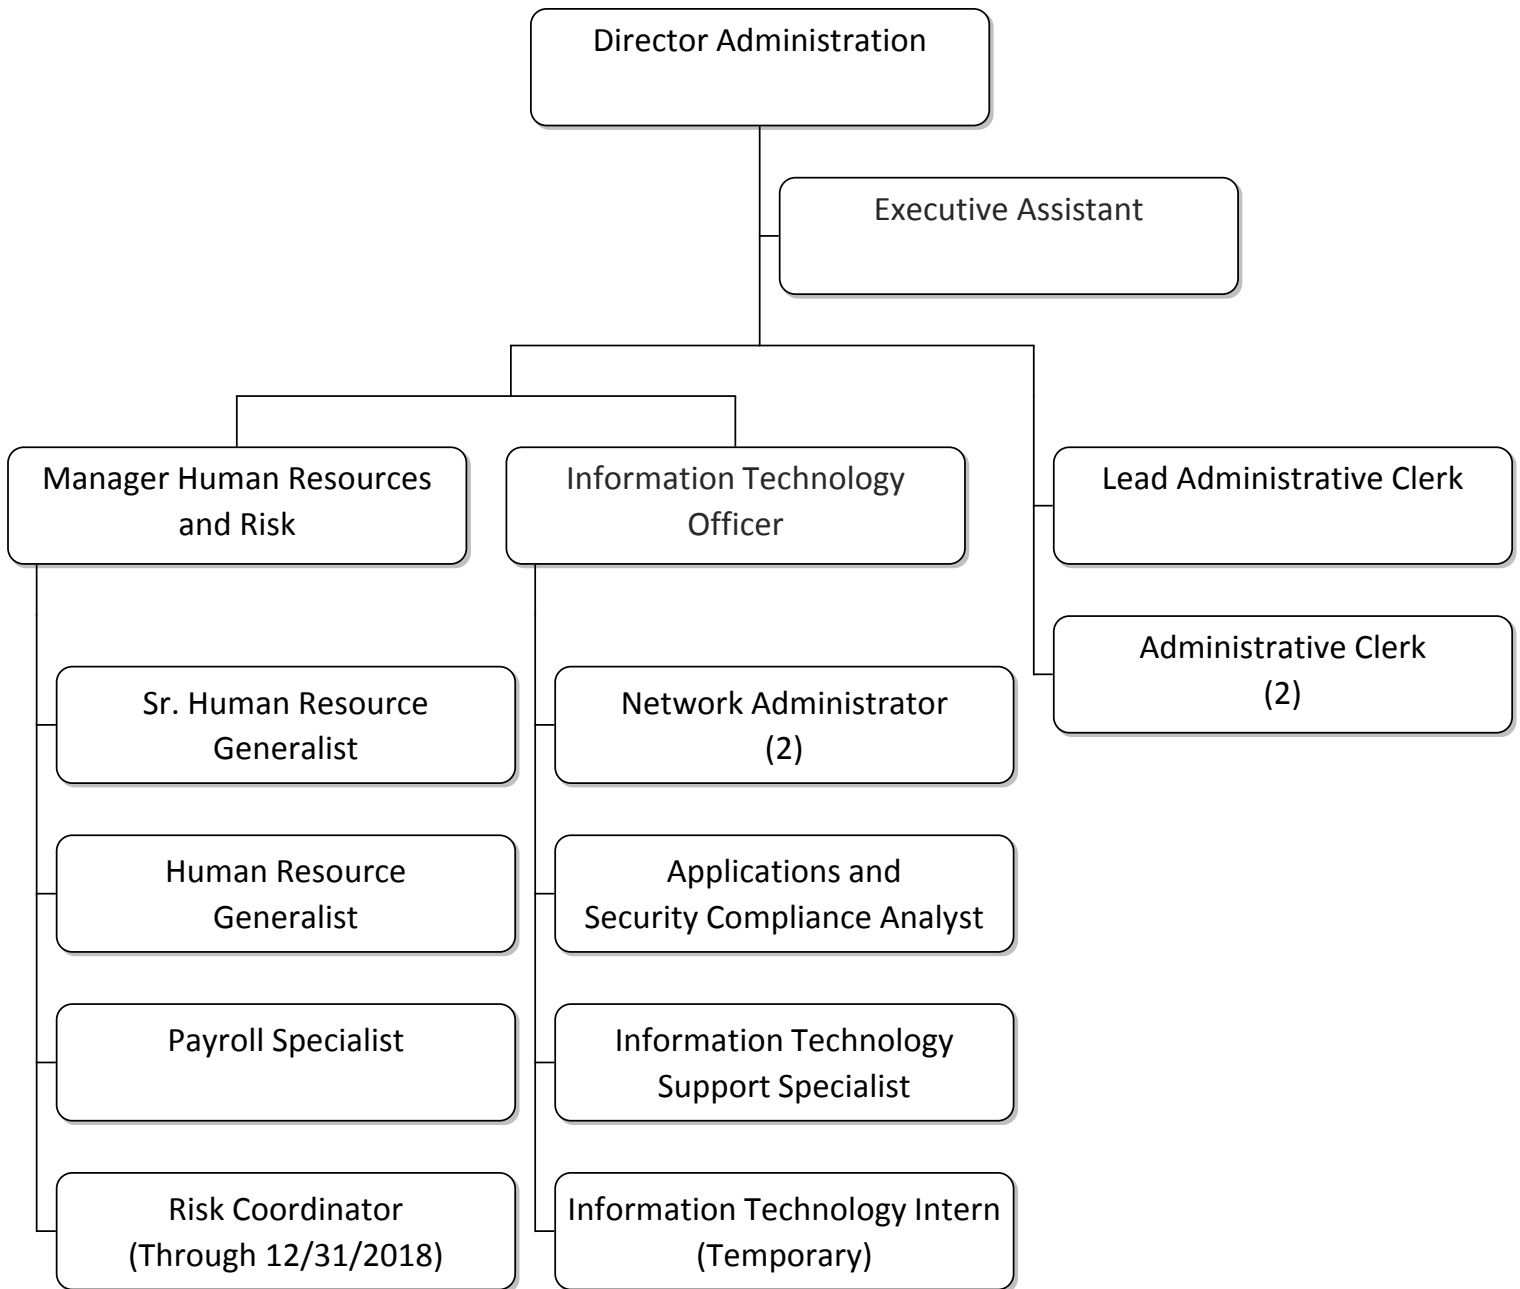 Director Administration
Executive Assistant
Manager Human Resources
and Risk
Information Technology
Officer
Lead Administrative Clerk
Administrative Clerk
(2)
Sr. Human Resource
Generalist
Network Administrator
(2)
Human Resource
Generalist
Applications and
Security Compliance Analyst
Payroll Specialist
Information Technology
Support Specialist
Risk Coordinator
(Through 12/31/2018)
Information Technology Intern
(Temporary)